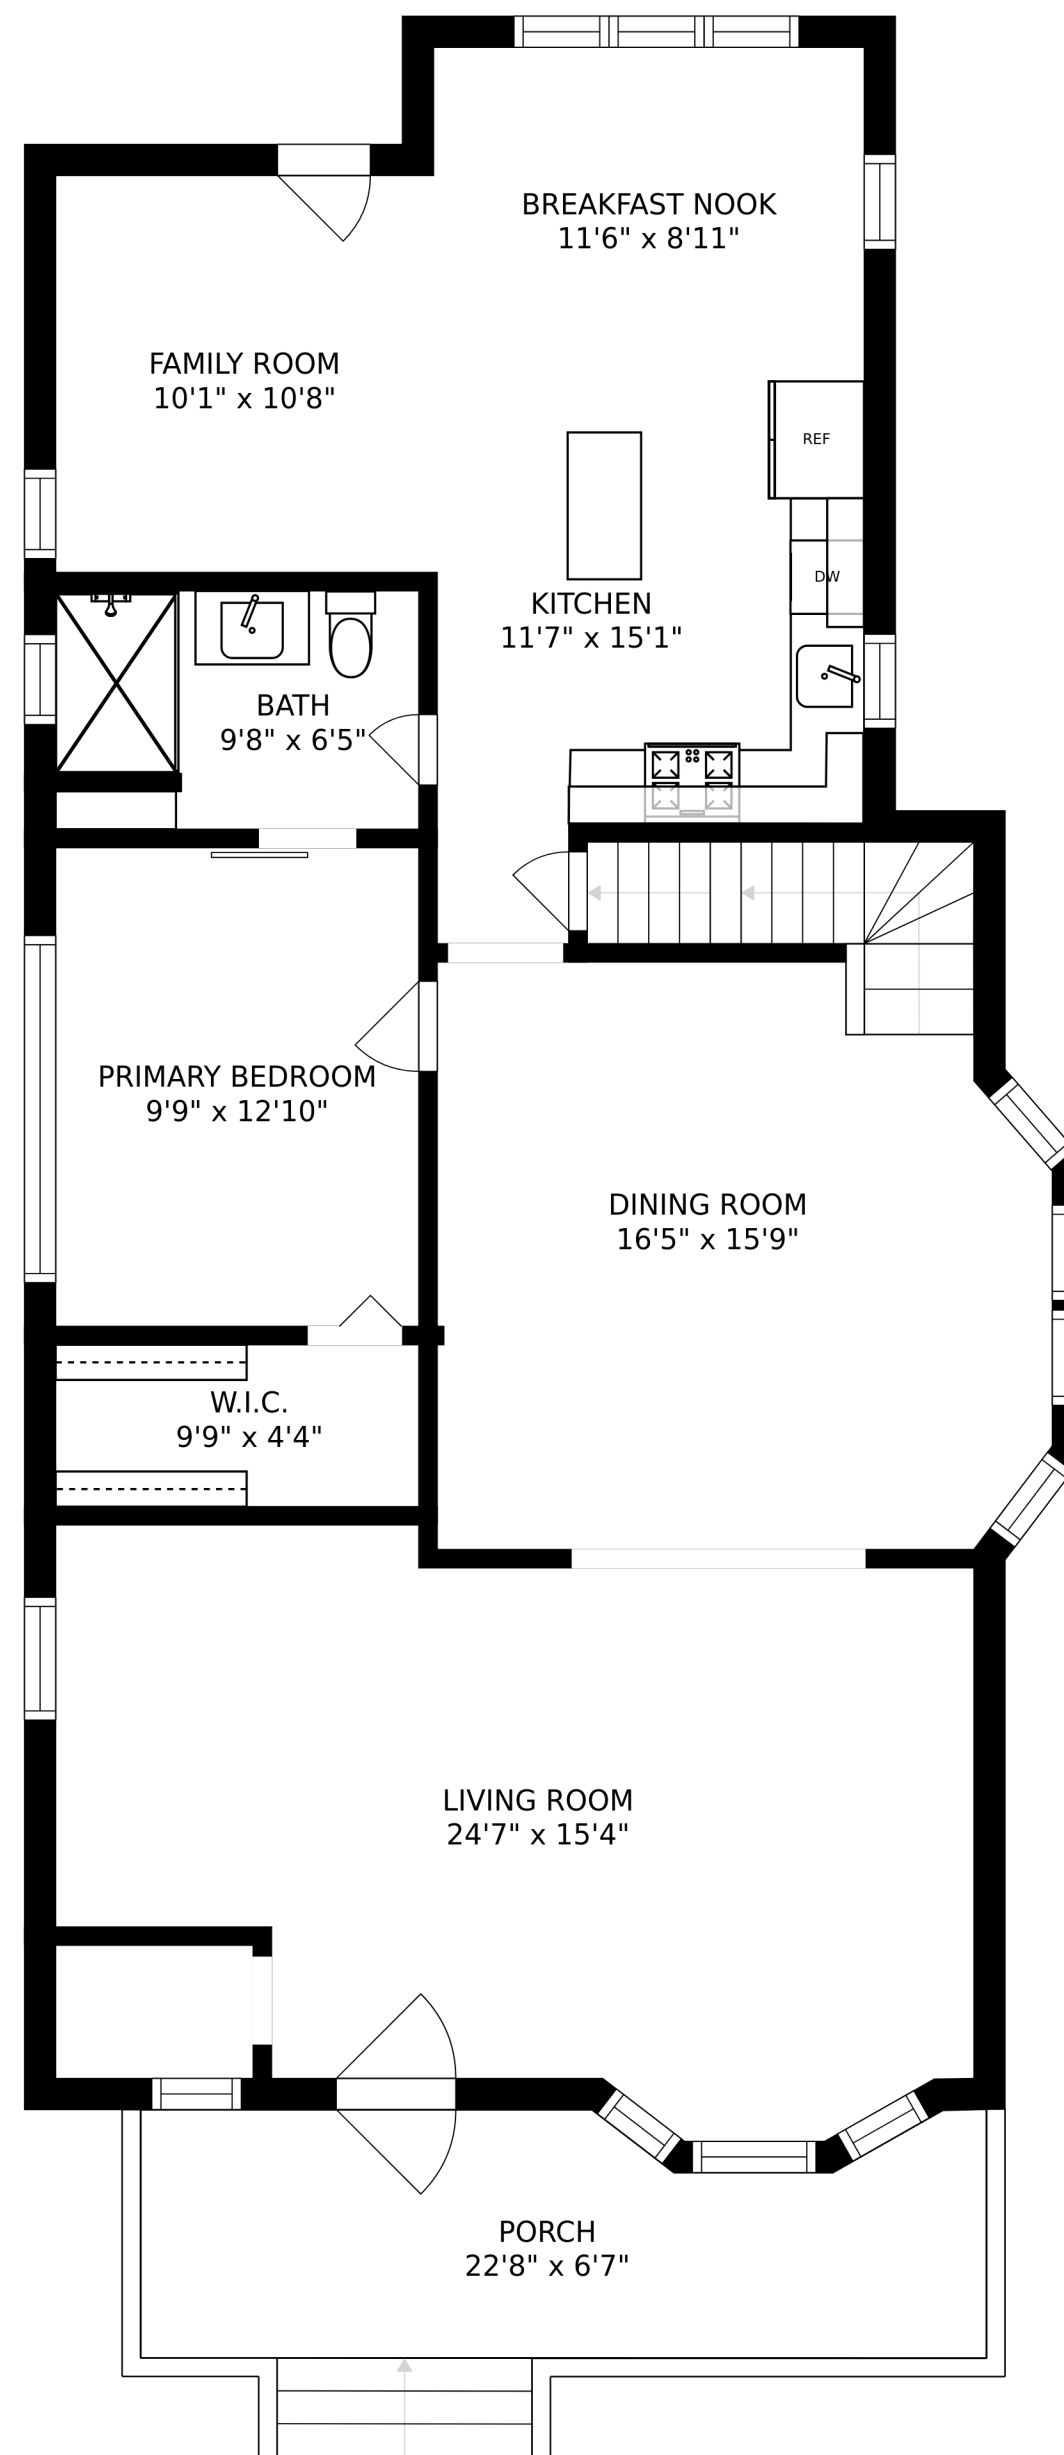 BREAKFAST NOOK
11'6" x 8'11"
FAMILY ROOM
10'1" x 10'8"
REF
DW
KITCHEN
11'7" x 15'1"
BATH
9'8" x 6'5"
PRIMARY BEDROOM
9'9" x 12'10"
DINING ROOM
16'5" x 15'9"
W.I.C.
9'9" x 4'4"
LIVING ROOM
24'7" x 15'4"
PORCH
22'8" x 6'7"